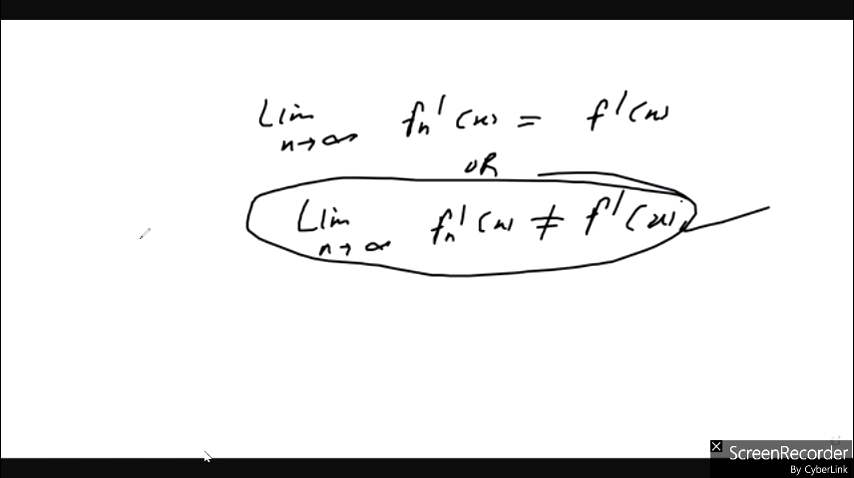 Lim fn'(x) = f'(x)
n→∞
OR
Lim fn'(x) ≠ f'(x)
n→∞
ScreenRecorder
By CyberLink